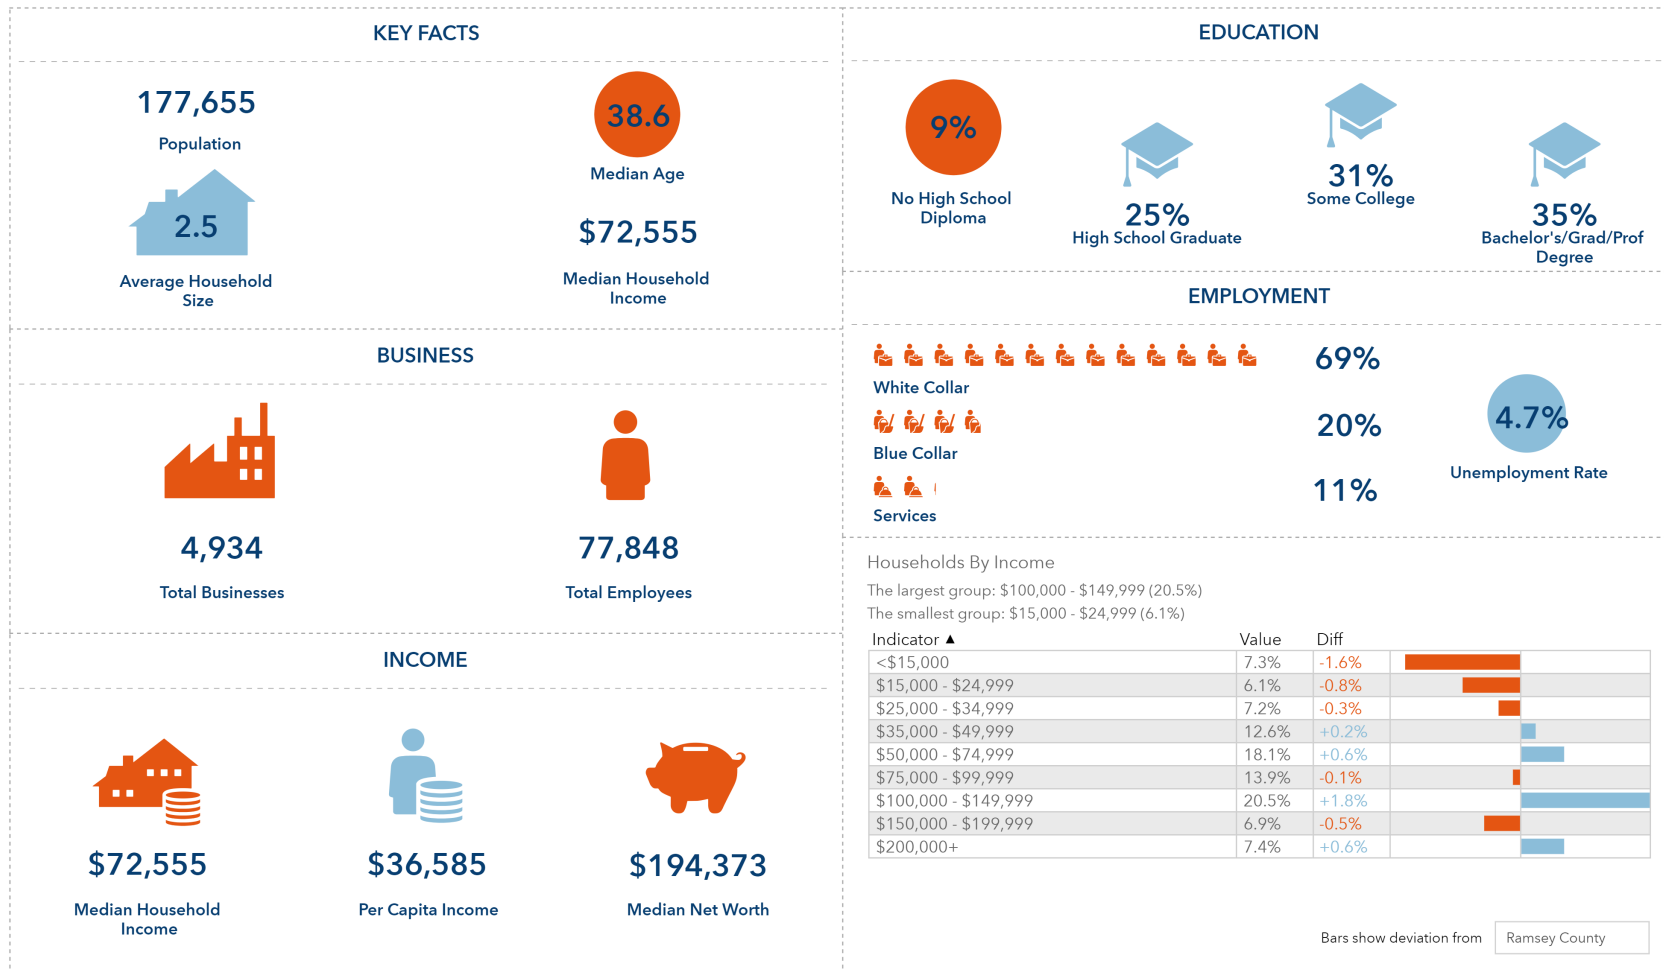 KEY FACTS
177,655
Population
38.6
Median Age
2.5
Average Household
Size
$72,555
Median Household
Income
BUSINESS
4,934
Total Businesses
77,848
Total Employees
INCOME
$72,555
Median Household
Income
$36,585
Per Capita Income
$194,373
Median Net Worth
EDUCATION
9%
No High School
Diploma
25%
High School Graduate
31%
Some College
35%
Bachelor's/Grad/Prof
Degree
EMPLOYMENT
69%
White Collar
20%
Blue Collar
11%
Services
4.7%
Unemployment Rate
Households By Income
The largest group: $100,000 - $149,999 (20.5%)
The smallest group: $15,000 - $24,999 (6.1%)
Indicator ▲ Value Diff
<$15,000 7.3% -1.6%
$15,000 - $24,999 6.1% -0.8%
$25,000 - $34,999 7.2% -0.3%
$35,000 - $49,999 12.6% +0.2%
$50,000 - $74,999 18.1% +0.6%
$75,000 - $99,999 13.9% -0.1%
$100,000 - $149,999 20.5% +1.8%
$150,000 - $199,999 6.9% -0.5%
$200,000+ 7.4% +0.6%
Bars show deviation from Ramsey County